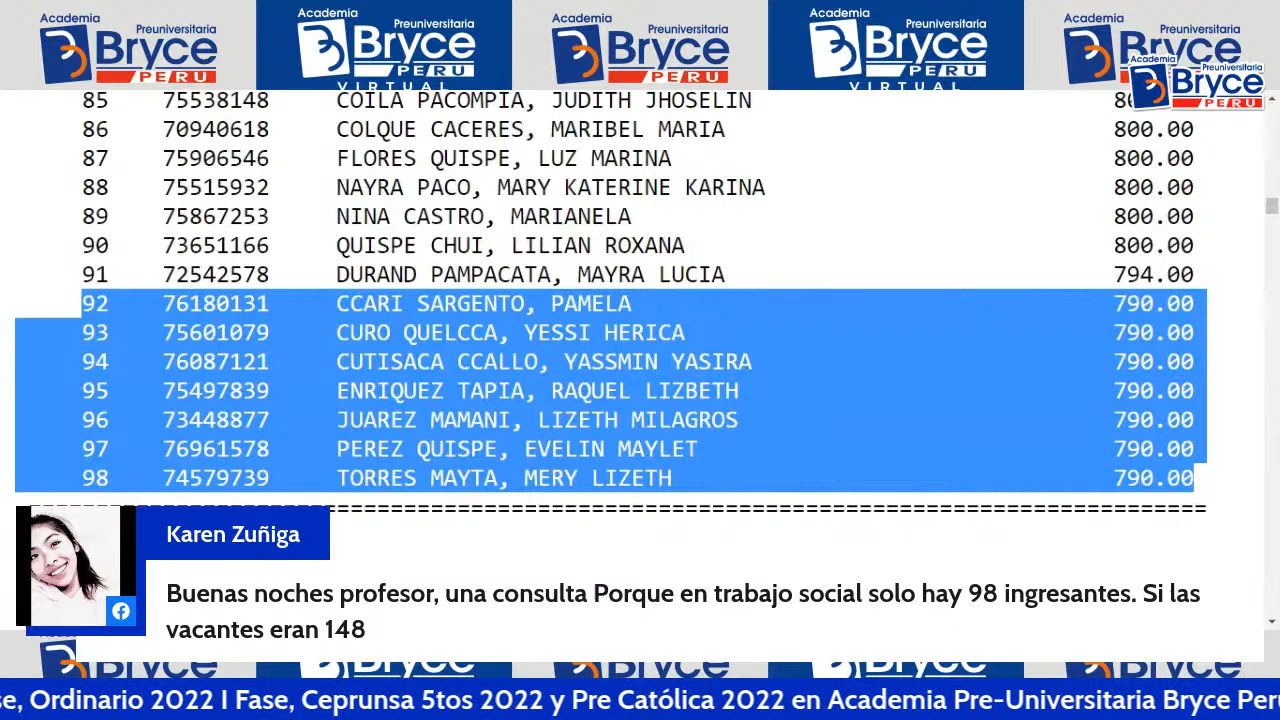 Academia
Preuniversitaria
Bryce
PERU
Academia
Preuniversitaria
Bryce
PERU
VIRTUAL
Academia
Preuniversitaria
Bryce
PERU
Academia
Preuniversitaria
Bryce
PERU
VIRTUAL
Academia
Preuniversitaria
Bryce
Academia
Preuniversitaria
Bryce
PERU
85 75538148 COILA PACOMPIA, JUDITH JHOSELIN
86 70940618 COLQUE CACERES, MARIBEL MARIA 800.00
87 75906546 FLORES QUISPE, LUZ MARINA 800.00
88 75515932 NAYRA PACO, MARY KATERINE KARINA 800.00
89 75867253 NINA CASTRO, MARIANELA 800.00
90 73651166 QUISPE CHUI, LILIAN ROXANA 800.00
91 72542578 DURAND PAMPACATA, MAYRA LUCIA 794.00
92 76180131 CCARI SARGENTO, PAMELA 790.00
93 75601079 CURO QUELCCA, YESSI HERICA 790.00
94 76087121 CUTISACA CCALLO, YASSMIN YASIRA 790.00
95 75497839 ENRIQUEZ TAPIA, RAQUEL LIZBETH 790.00
96 73448877 JUAREZ MAMANI, LIZETH MILAGROS 790.00
97 76961578 PEREZ QUISPE, EVELIN MAYLET 790.00
98 74579739 TORRES MAYTA, MERY LIZETH 790.00
Karen Zuñiga
Buenas noches profesor, una consulta Porque en trabajo social solo hay 98 ingresantes. Si las
vacantes eran 148
Bryce
Bryce
Bryce
Bryce
Bryce
se, Ordinario 2022 I Fase, Ceprunsa 5tos 2022 y Pre Católica 2022 en Academia Pre-Universitaria Bryce Per